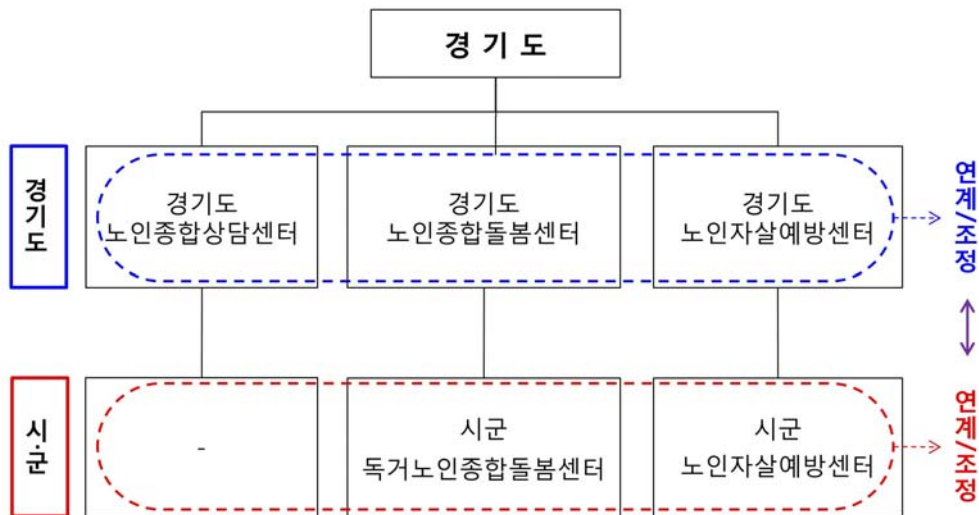 경 기 도
경기도
경기도
노인종합상담센터
경기도
노인종합돌봄센터
경기도
노인자살예방센터
연계/조정
시·군
-
시군
독거노인종합돌봄센터
시군
노인자살예방센터
연계/조정